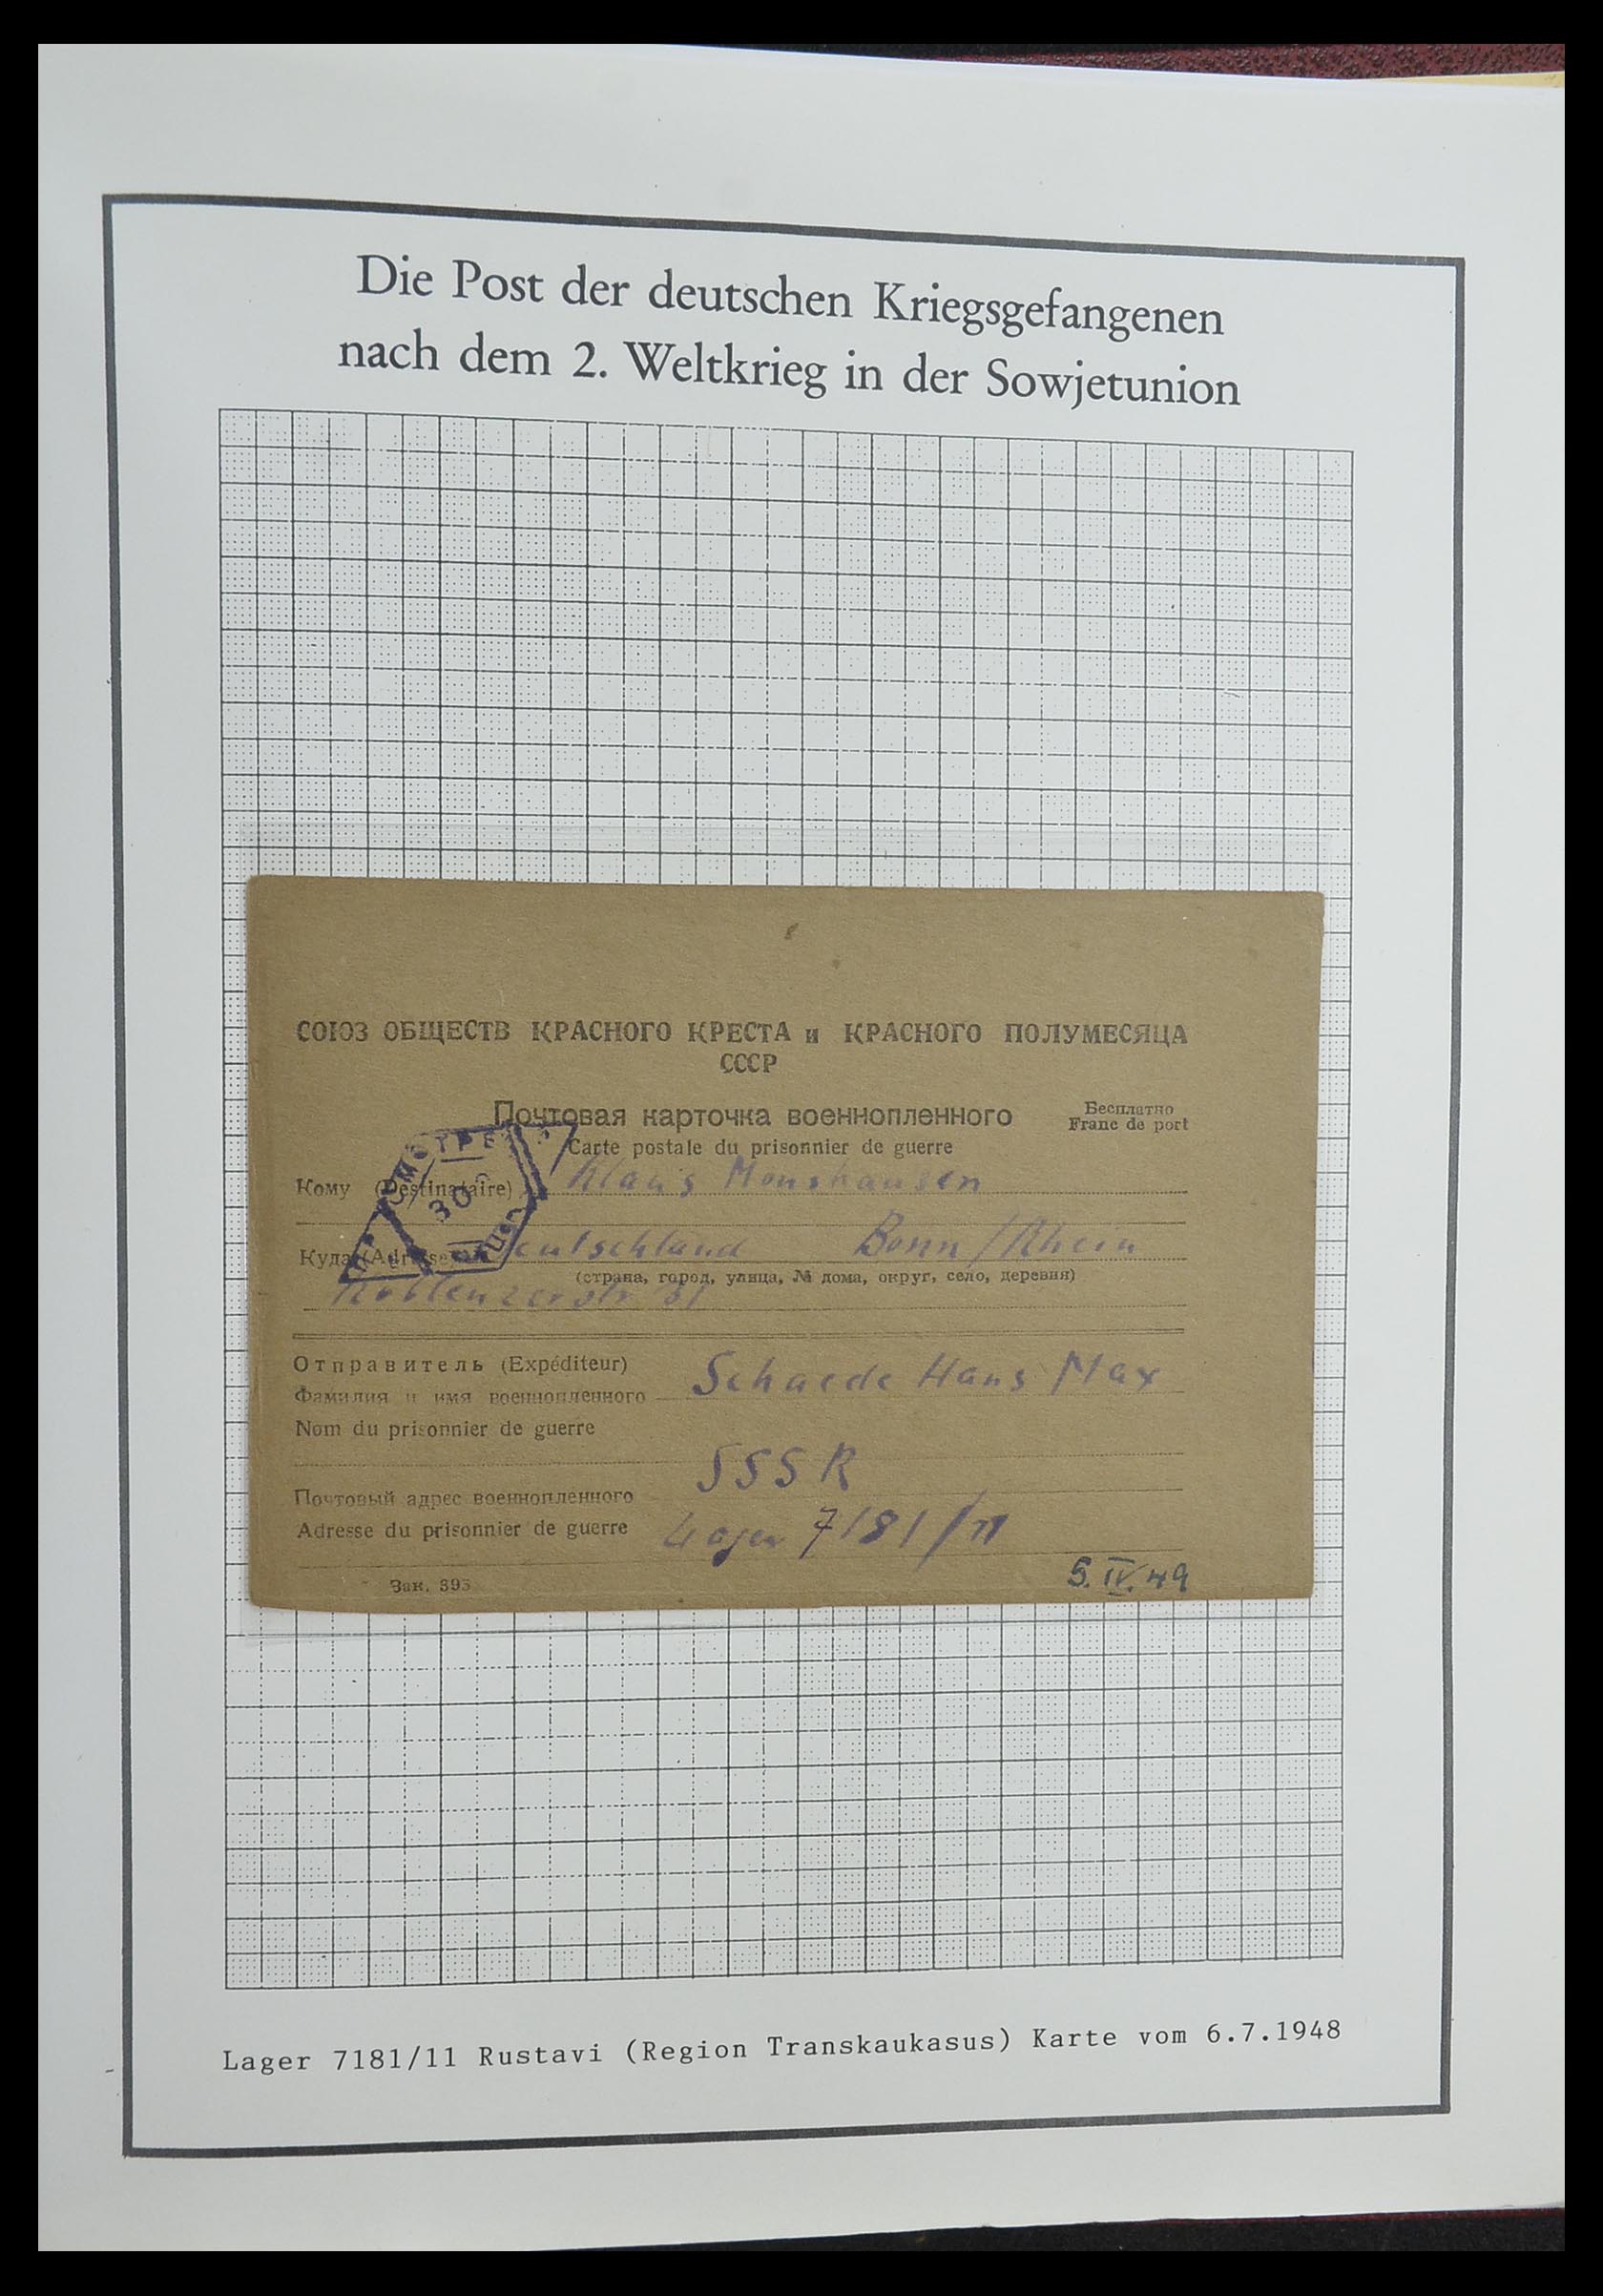 Die Post der deutschen Kriegsgefangenen
nach dem 2. Weltkrieg in der Sowjetunion
СОЮЗ ОБЩЕСТВ КРАСНОГО КРЕСТА и КРАСНОГО ПОЛУМЕСЯЦА
СССР
Почтовая карточка военнопленного
Бесплатно
Franc de port
Carte postale du prisonnier de guerre
Кому (Destinataire) Klaus Monshausen
30
Куда (Adresse) Deutschland Bonn/Rhein
(страна, город, улица, № дома, округ, село, деревня)
Koblenzerstr 81
Отправитель (Expéditeur)
Фамилия и имя военнопленного Schaede Hans Max
Nom du prisonnier de guerre
SSSR
Почтовый адрес военнопленного
Adresse du prisonnier de guerre Lager 7181/11
Зак. 395
5.IV.49
Lager 7181/11 Rustavi (Region Transkaukasus) Karte vom 6.7.1948